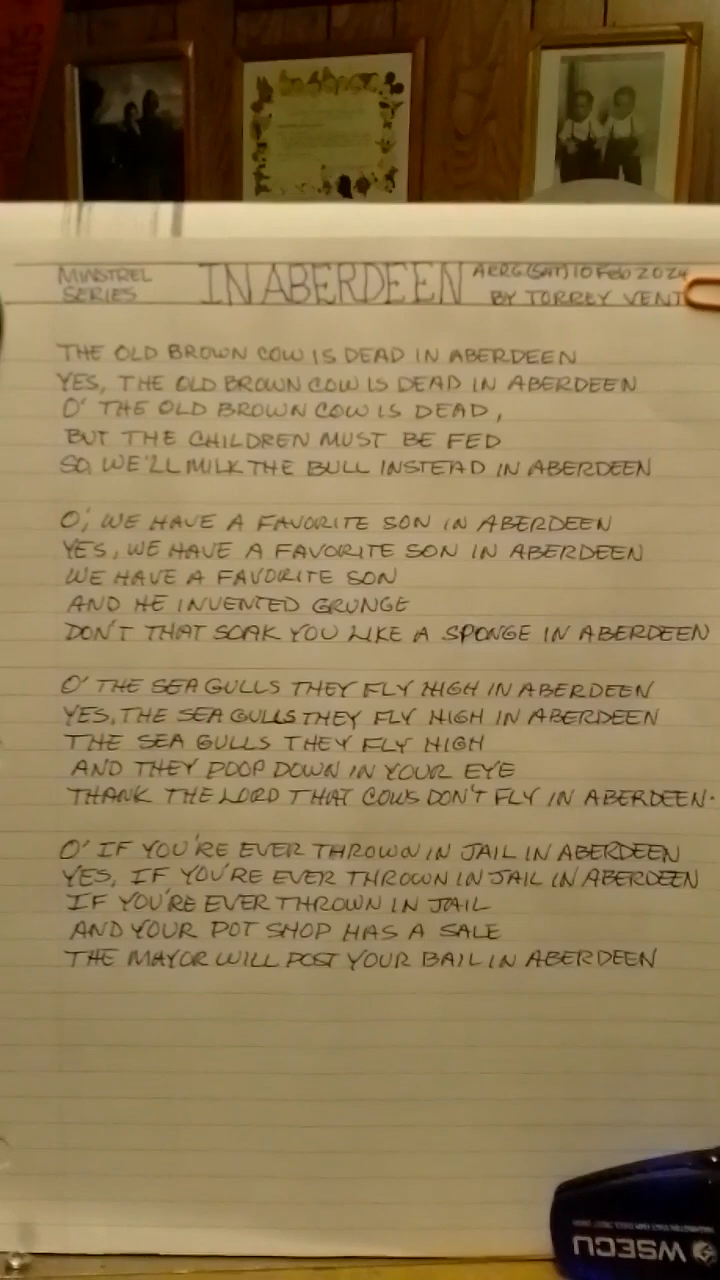 MINSTREL SERIES
IN ABERDEEN
AERG (SAT) 10 Feb 2024
BY TORREY VENT
THE OLD BROWN COW IS DEAD IN ABERDEEN
YES, THE OLD BROWN COW IS DEAD IN ABERDEEN
O' THE OLD BROWN COW IS DEAD,
BUT THE CHILDREN MUST BE FED
SO, WE'LL MILK THE BULL INSTEAD IN ABERDEEN
O', WE HAVE A FAVORITE SON IN ABERDEEN
YES, WE HAVE A FAVORITE SON IN ABERDEEN
WE HAVE A FAVORITE SON
AND HE INVENTED GRUNGE
DON'T THAT SOAK YOU LIKE A SPONGE IN ABERDEEN
O' THE SEA GULLS THEY FLY HIGH IN ABERDEEN
YES, THE SEA GULLS THEY FLY HIGH IN ABERDEEN
THE SEA GULLS THEY FLY HIGH
AND THEY POOP DOWN IN YOUR EYE
THANK THE LORD THAT COWS DON'T FLY IN ABERDEEN.
O' IF YOU'RE EVER THROWN IN JAIL IN ABERDEEN
YES, IF YOU'RE EVER THROWN IN JAIL IN ABERDEEN
IF YOU'RE EVER THROWN IN JAIL
AND YOUR POT SHOP HAS A SALE
THE MAYOR WILL POST YOUR BAIL IN ABERDEEN
WSECU